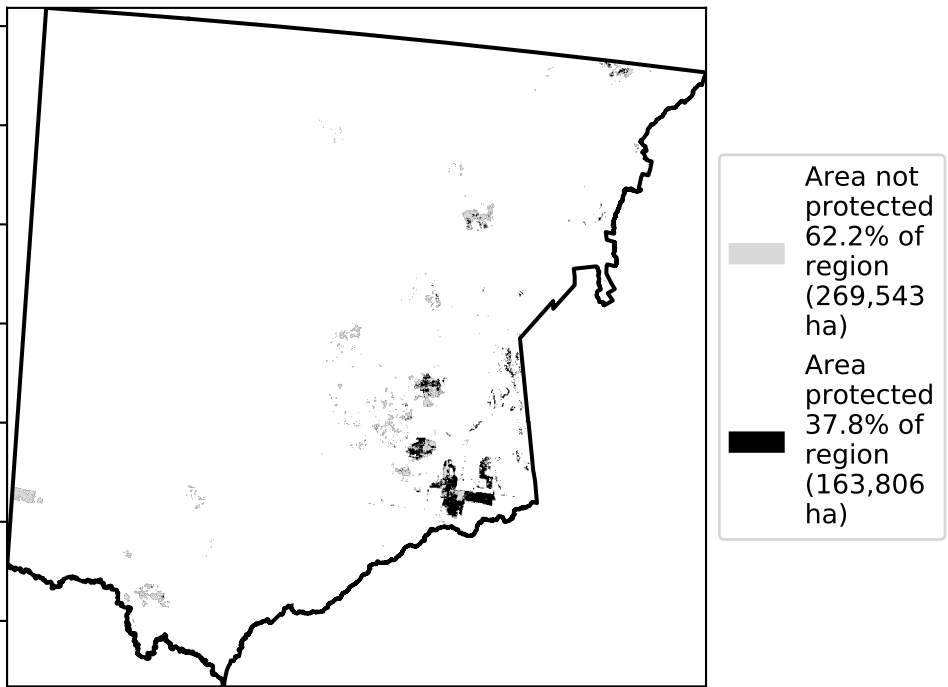 Area not
protected
62.2% of
region
(269,543
ha)
Area
protected
37.8% of
region
(163,806
ha)